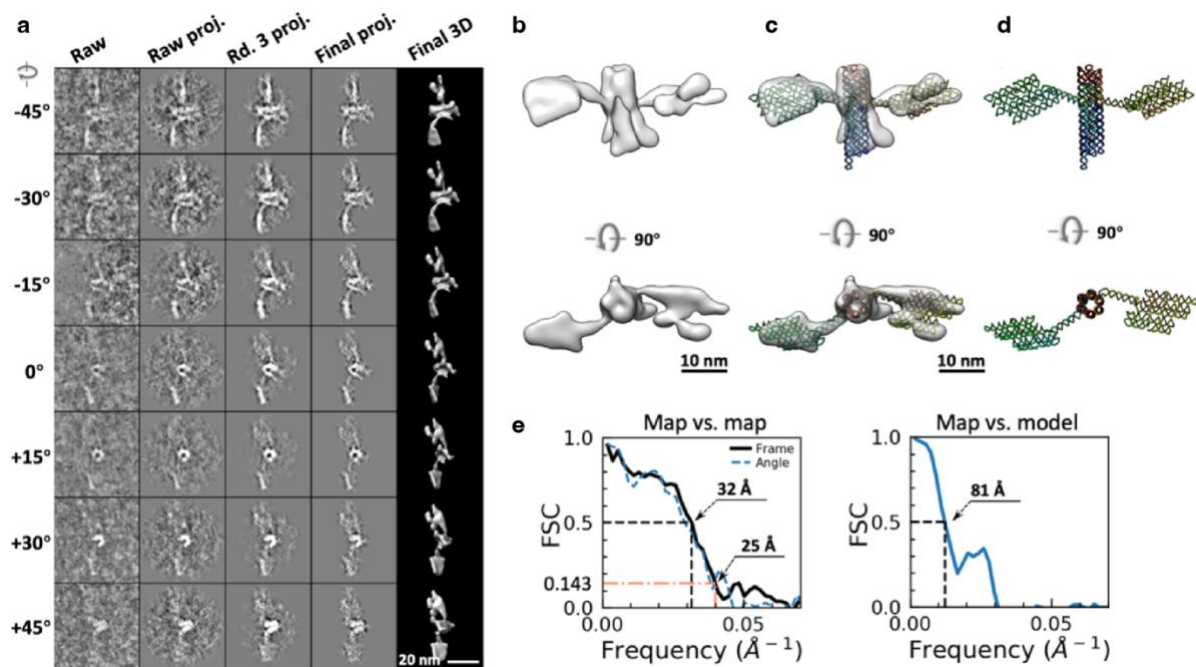 a
Raw
Raw proj.
Rd. 3 proj.
Final proj.
Final 3D
-45°
-30°
-15°
0°
+15°
+30°
+45°
20 nm
b
c
d
90°
90°
90°
10 nm
10 nm
e
Map vs. map
1.0
0.5
0.143
0.0
FSC
Frame
Angle
32 Å
25 Å
0.00
0.05
Frequency (Å⁻¹)
Map vs. model
1.0
0.5
0.0
FSC
81 Å
0.00
0.05
Frequency (Å⁻¹)